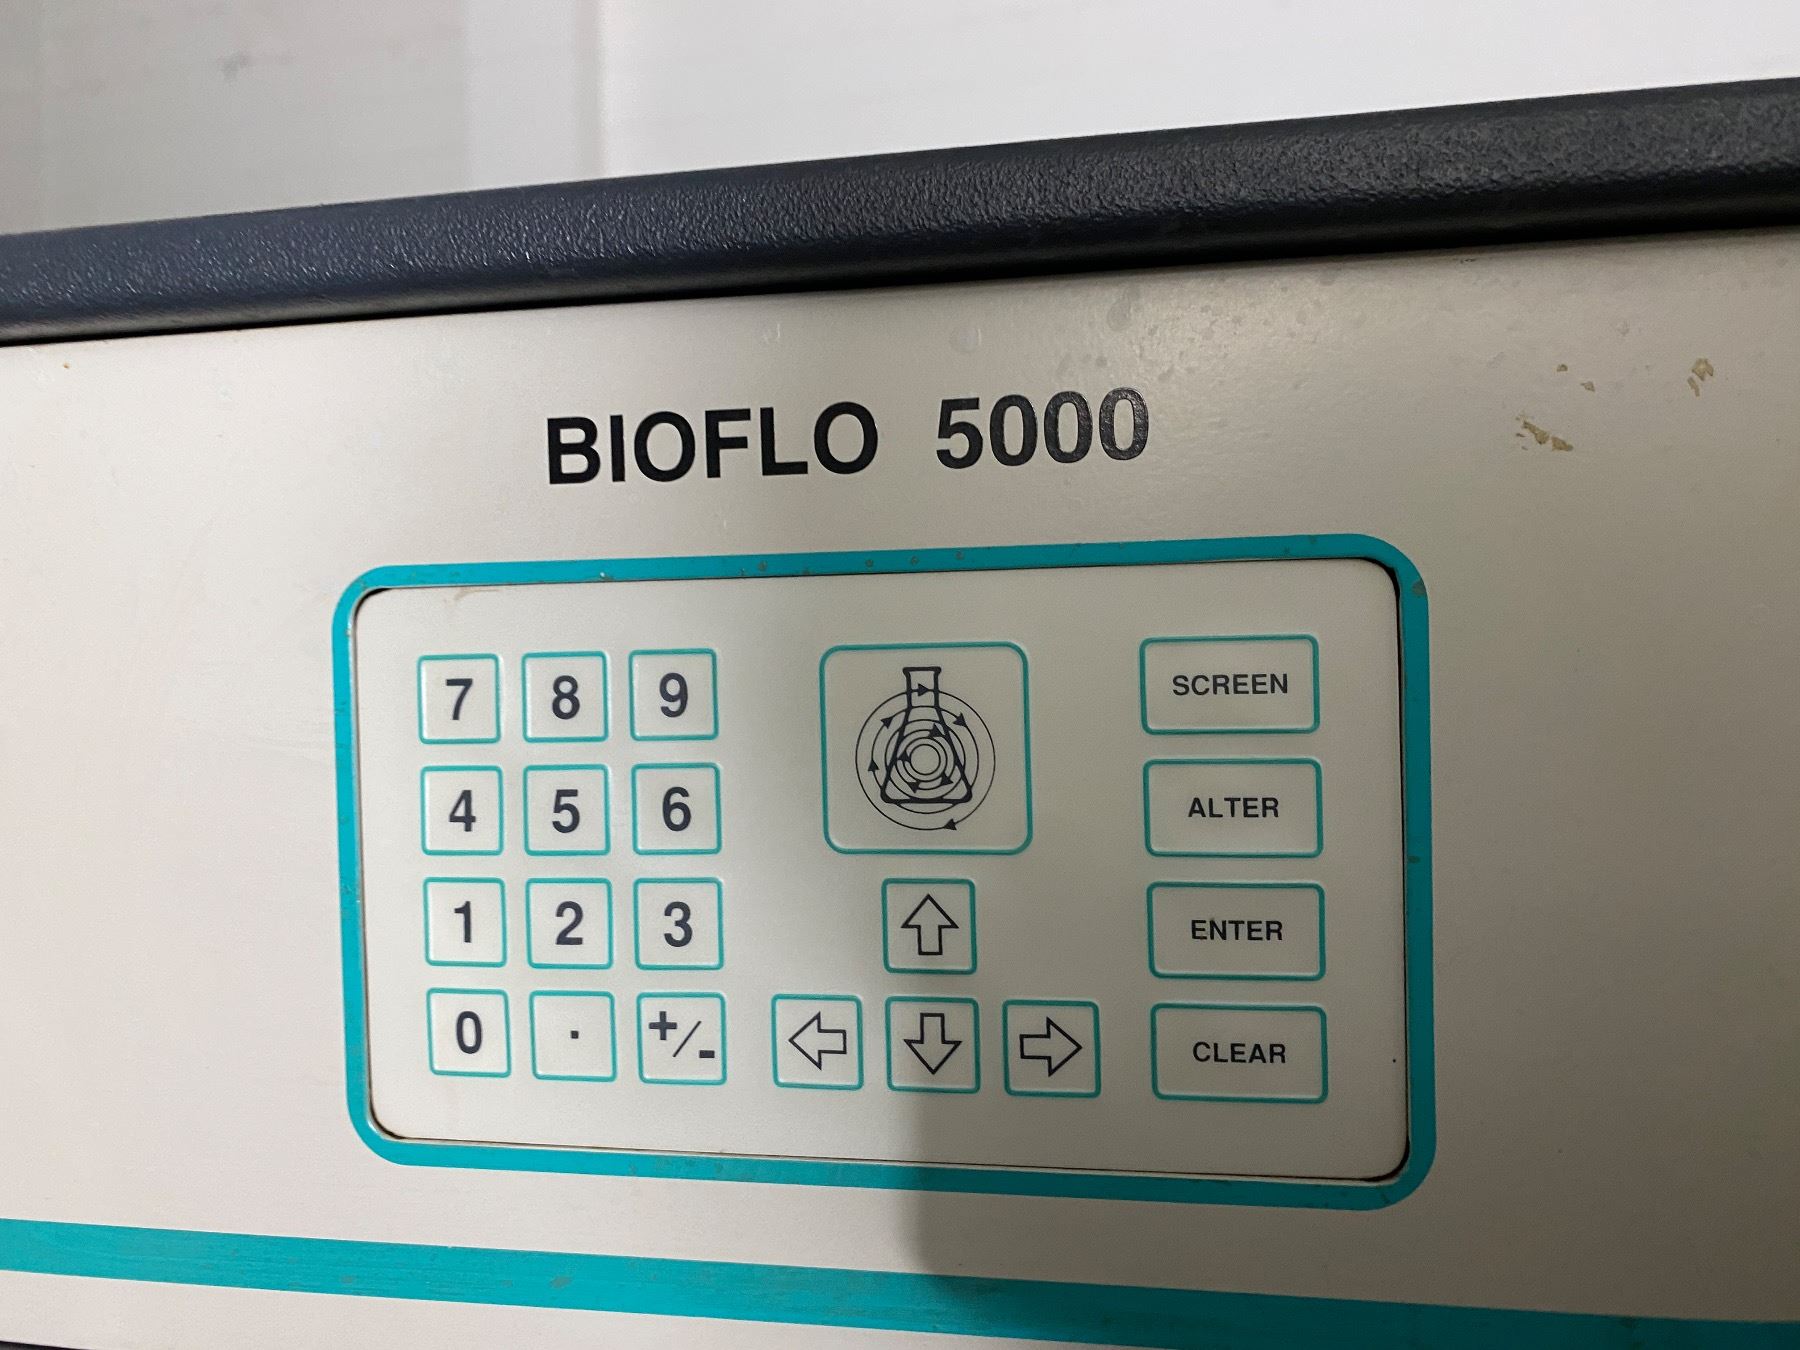 BIOFLO 5000
7 8 9 SCREEN
4 5 6 ALTER
1 2 3 ENTER
0 . +/- CLEAR